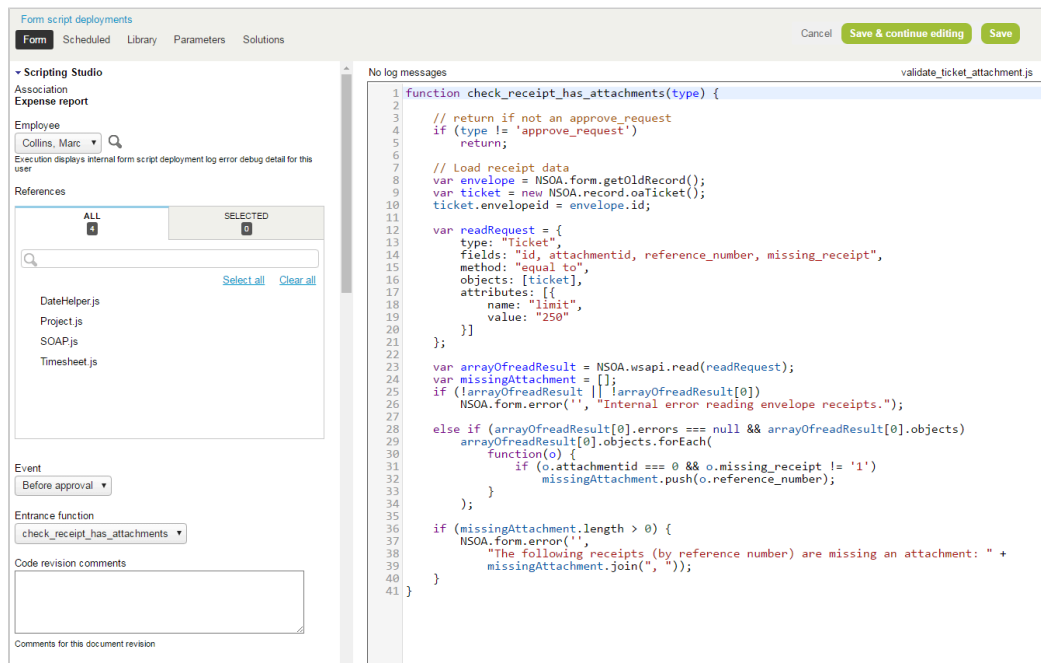 Form script deployments
Form Scheduled Library Parameters Solutions
Cancel Save & continue editing Save
Scripting Studio
Association
Expense report
Employee
Collins, Marc
Execution displays internal form script deployment log error debug detail for this
user
References
ALL
4
SELECTED
0
Select all Clear all
DateHelper.js
Project.js
SOAP.js
Timesheet.js
Event
Before approval
Entrance function
check_receipt_has_attachments
Code revision comments
Comments for this document revision
No log messages validate_ticket_attachment.js
1 function check_receipt_has_attachments(type) {
2
3 // return if not an approve_request
4 if (type != 'approve_request')
5 return;
6
7 // Load receipt data
8 var envelope = NSOA.form.getOldRecord();
9 var ticket = new NSOA.record.oaTicket();
10 ticket.envelopeid = envelope.id;
11
12 var readRequest = {
13 type: "Ticket",
14 fields: "id, attachmentid, reference_number, missing_receipt",
15 method: "equal to",
16 objects: [ticket],
17 attributes: [{
18 name: "limit",
19 value: "250"
20 }]
21 };
22
23 var arrayOfreadResult = NSOA.wsapi.read(readRequest);
24 var missingAttachment = [];
25 if (!arrayOfreadResult || !arrayOfreadResult[0])
26 NSOA.form.error('', "Internal error reading envelope receipts.");
27
28 else if (arrayOfreadResult[0].errors === null && arrayOfreadResult[0].objects)
29 arrayOfreadResult[0].objects.forEach(
30 function(o) {
31 if (o.attachmentid === 0 && o.missing_receipt != '1')
32 missingAttachment.push(o.reference_number);
33 }
34 );
35
36 if (missingAttachment.length > 0) {
37 NSOA.form.error('',
38 "The following receipts (by reference number) are missing an attachment: " +
39 missingAttachment.join(", "));
40 }
41 }